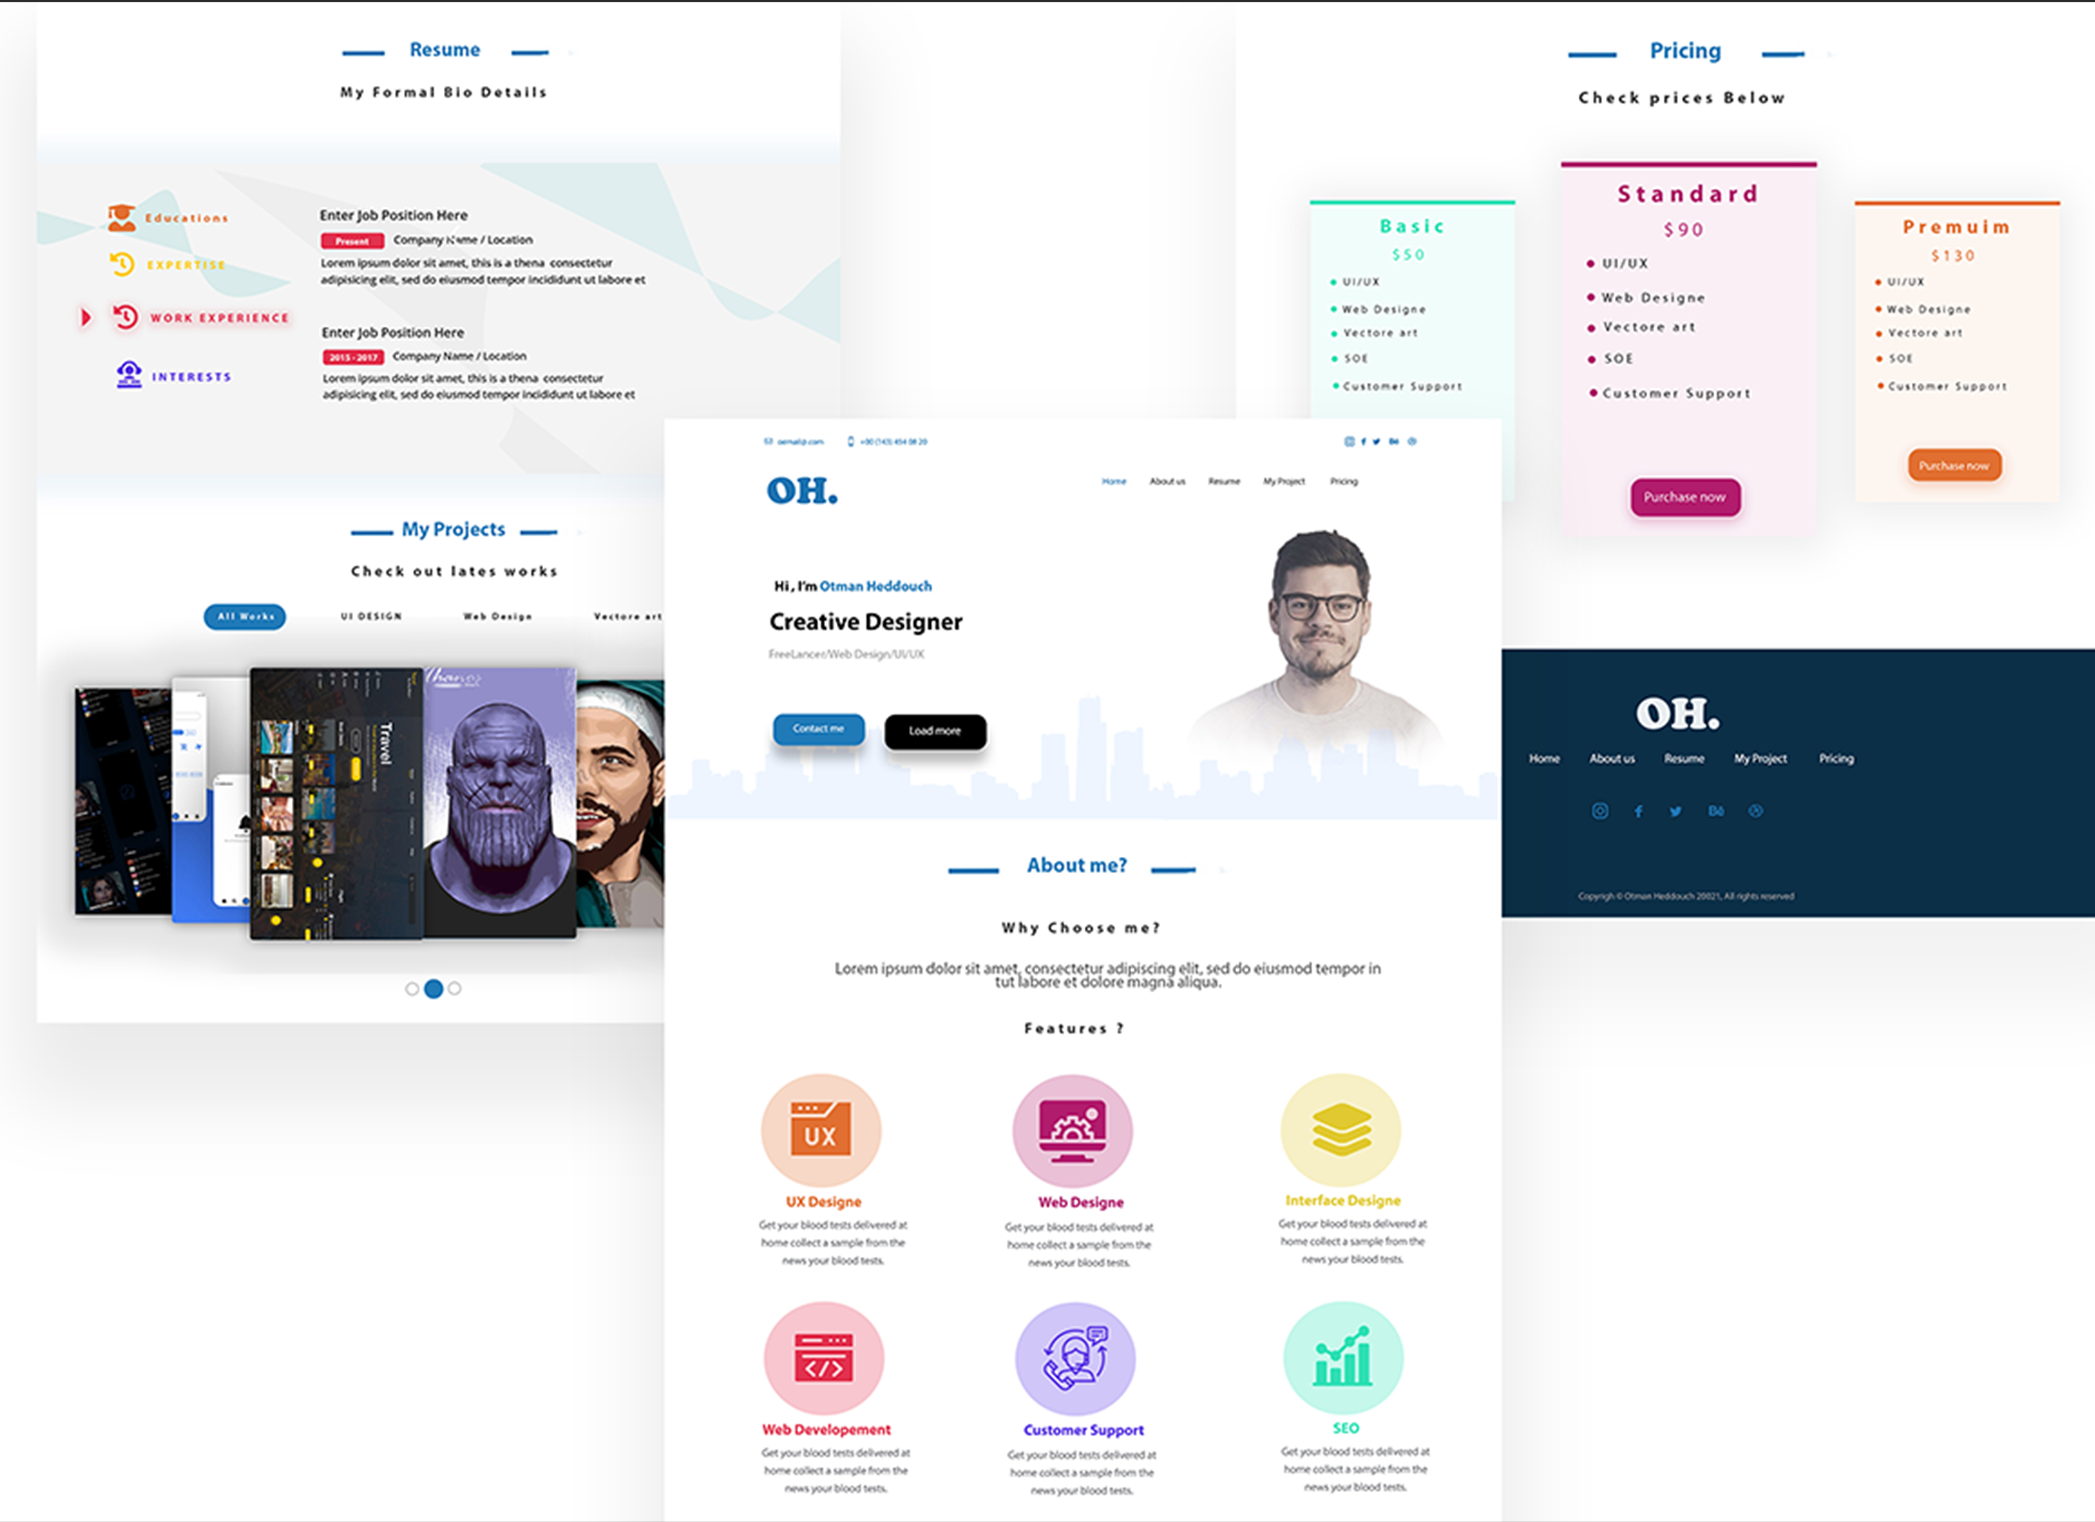 Resume
My Formal Bio Details
Educations
EXPERTISE
WORK EXPERIENCE
INTERESTS
Enter Job Position Here
Present
Company Name / Location
Lorem ipsum dolor sit amet, this is a thena consectetur
adipisicing elit, sed do eiusmod tempor incididunt ut labore et
Enter Job Position Here
2015 - 2017
Company Name / Location
Lorem ipsum dolor sit amet, this is a thena consectetur
adipisicing elit, sed do eiusmod tempor incididunt ut labore et
My Projects
Check out lates works
All Works
UI DESIGN
Web Design
Vectore art
Travel
Pricing
Check prices Below
Basic
$50
UI/UX
Web Designe
Vectore art
SOE
Customer Support
Standard
$90
UI/UX
Web Designe
Vectore art
SOE
Customer Support
Purchase now
Premuim
$130
UI/UX
Web Designe
Vectore art
SOE
Customer Support
Purchase now
+00 (143) 454 08 20
OH.
Home
About us
Resume
My Project
Pricing
Hi, I'm Otman Heddouch
Creative Designer
FreeLancer/Web Design/UI/UX
Contact me
Load more
About me?
Why Choose me?
Lorem ipsum dolor sit amet, consectetur adipiscing elit, sed do eiusmod tempor in
tut labore et dolore magna aliqua.
Features ?
UX
UX Designe
Get your blood tests delivered at
home collect a sample from the
news your blood tests.
Web Designe
Get your blood tests delivered at
home collect a sample from the
news your blood tests.
Interface Designe
Get your blood tests delivered at
home collect a sample from the
news your blood tests.
Web Developement
Get your blood tests delivered at
home collect a sample from the
news your blood tests.
Customer Support
Get your blood tests delivered at
home collect a sample from the
news your blood tests.
SEO
Get your blood tests delivered at
home collect a sample from the
news your blood tests.
OH.
Home
About us
Resume
My Project
Pricing
Copyrigh © Otman Heddouch 20021, All rights reserved